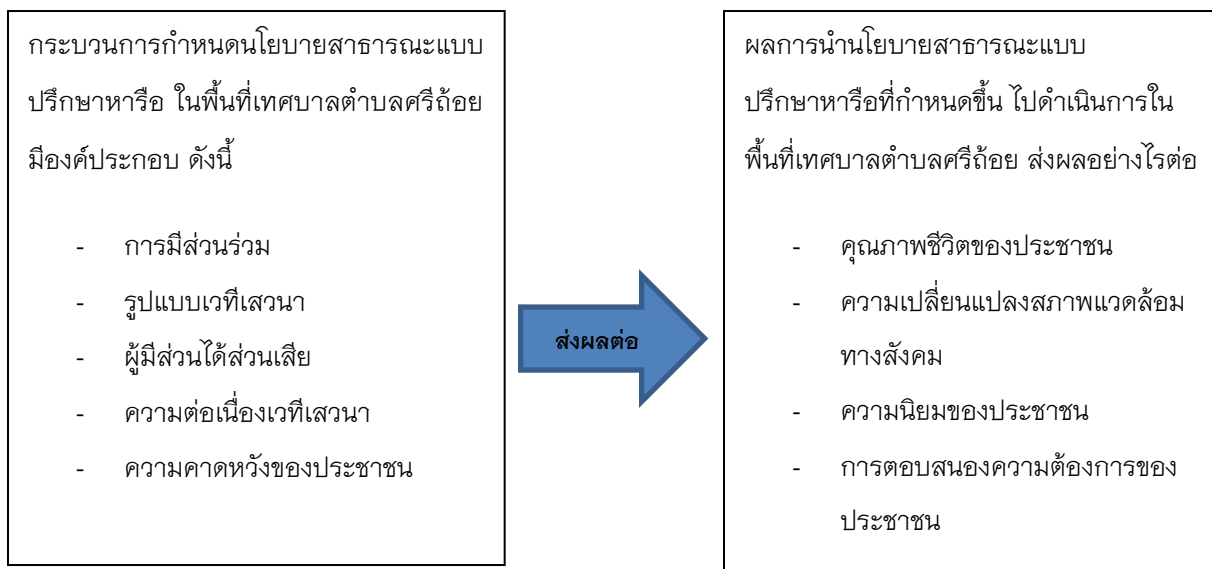 กระบวนการกำหนดนโยบายสาธารณะแบบ
ปรึกษาหารือ ในพื้นที่เทศบาลตำบลศรีถ้อย
มีองค์ประกอบ ดังนี้
- การมีส่วนร่วม
- รูปแบบเวทีเสวนา
- ผู้มีส่วนได้ส่วนเสีย
- ความต่อเนื่องเวทีเสวนา
- ความคาดหวังของประชาชน
ส่งผลต่อ
ผลการนำนโยบายสาธารณะแบบ
ปรึกษาหารือที่กำหนดขึ้น ไปดำเนินการใน
พื้นที่เทศบาลตำบลศรีถ้อย ส่งผลอย่างไรต่อ
- คุณภาพชีวิตของประชาชน
- ความเปลี่ยนแปลงสภาพแวดล้อม
ทางสังคม
- ความนิยมของประชาชน
- การตอบสนองความต้องการของ
ประชาชน